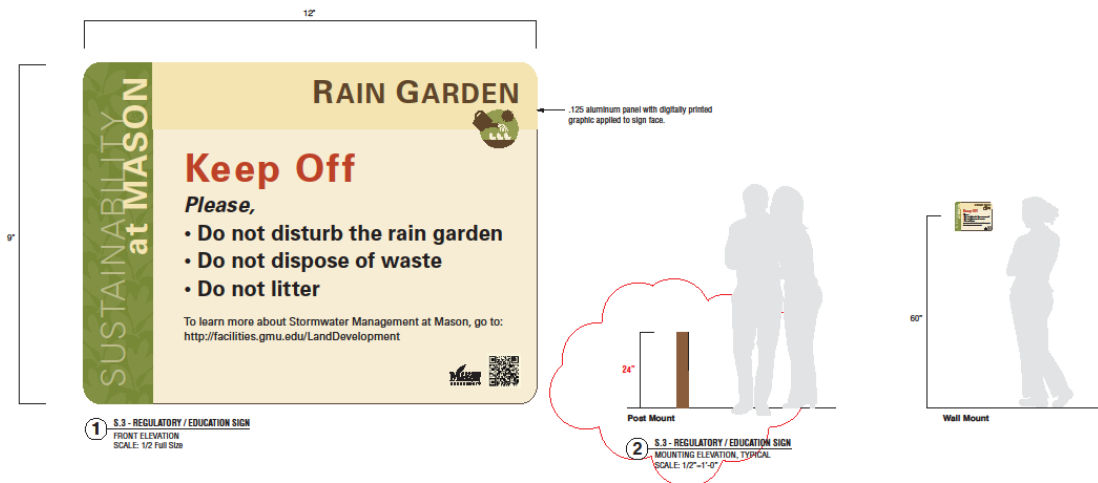 12"
9"
SUSTAINABILITY
at MASON
RAIN GARDEN
Keep Off
Please,
• Do not disturb the rain garden
• Do not dispose of waste
• Do not litter
To learn more about Stormwater Management at Mason, go to:
http://facilities.gmu.edu/LandDevelopment
.125 aluminum panel with digitally printed
graphic applied to sign face.
1
S.3 - REGULATORY / EDUCATION SIGN
FRONT ELEVATION
SCALE: 1/2 Full Size
24"
Post Mount
2
S.3 - REGULATORY / EDUCATION SIGN
MOUNTING ELEVATION, TYPICAL
SCALE: 1/2"=1'-0"
Keep Off
60"
Wall Mount